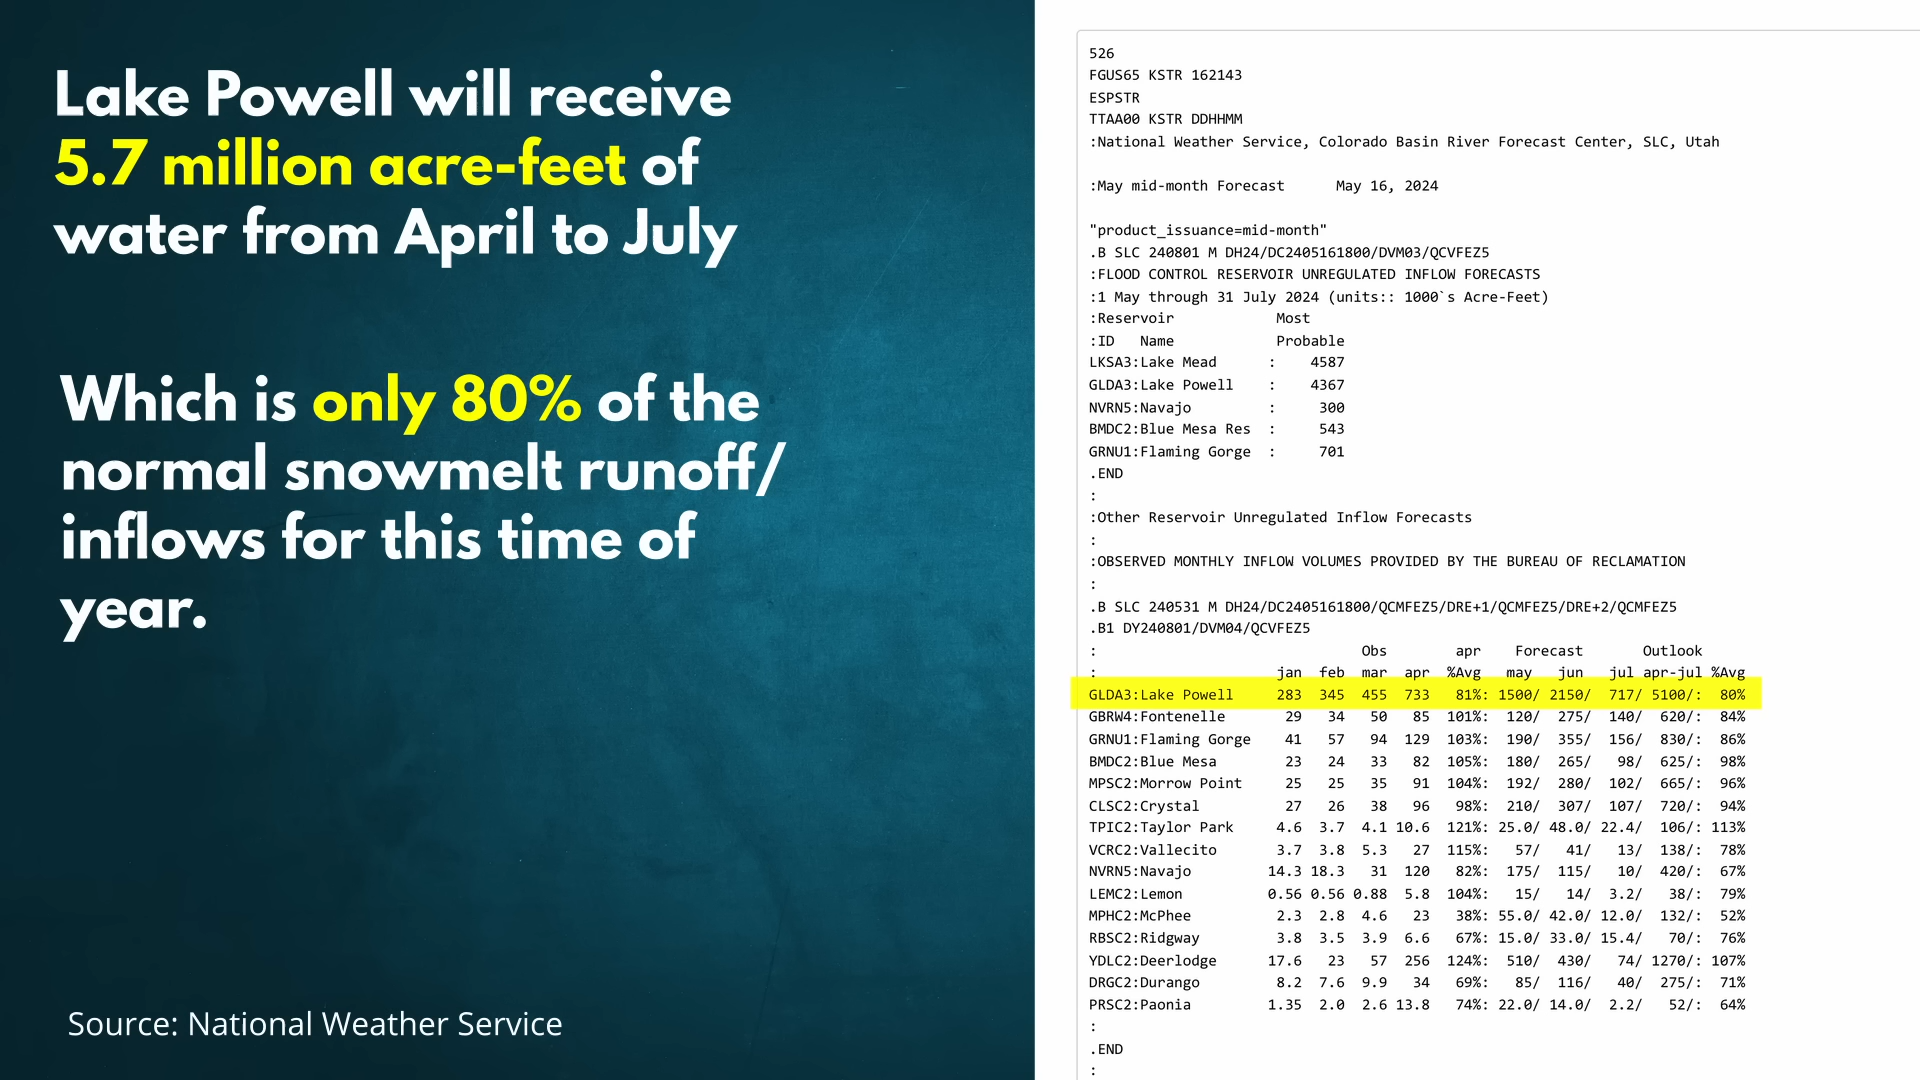 Lake Powell will receive
5.7 million acre-feet of
water from April to July
Which is only 80% of the
normal snowmelt runoff/
inflows for this time of
year.
Source: National Weather Service
526
FGUS65 KSTR 162143
ESPSTR
TTAA00 KSTR DDHHMM
:National Weather Service, Colorado Basin River Forecast Center, SLC, Utah
:May mid-month Forecast      May 16, 2024
"product_issuance=mid-month"
.B SLC 240801 M DH24/DC2405161800/DVM03/QCVFEZ5
:FLOOD CONTROL RESERVOIR UNREGULATED INFLOW FORECASTS
:1 May through 31 July 2024 (units:: 1000`s Acre-Feet)
:Reservoir            Most
:ID   Name            Probable
LKSA3:Lake Mead      :    4587
GLDA3:Lake Powell    :    4367
NVRN5:Navajo         :     300
BMDC2:Blue Mesa Res  :     543
GRNU1:Flaming Gorge  :     701
.END
:
:Other Reservoir Unregulated Inflow Forecasts
:
:OBSERVED MONTHLY INFLOW VOLUMES PROVIDED BY THE BUREAU OF RECLAMATION
:
.B SLC 240531 M DH24/DC2405161800/QCMFEZ5/DRE+1/QCMFEZ5/DRE+2/QCMFEZ5
.B1 DY240801/DVM04/QCVFEZ5
:                               Obs        apr    Forecast       Outlook
:                     jan  feb  mar  apr  %Avg   may   jun   jul apr-jul %Avg
GLDA3:Lake Powell     283  345  455  733   81%: 1500/ 2150/  717/ 5100/:  80%
GBRW4:Fontenelle       29   34   50   85  101%:  120/  275/  140/  620/:  84%
GRNU1:Flaming Gorge    41   57   94  129  103%:  190/  355/  156/  830/:  86%
BMDC2:Blue Mesa        23   24   33   82  105%:  180/  265/   98/  625/:  98%
MPSC2:Morrow Point     25   25   35   91  104%:  192/  280/  102/  665/:  96%
CLSC2:Crystal          27   26   38   96   98%:  210/  307/  107/  720/:  94%
TPIC2:Taylor Park     4.6  3.7  4.1 10.6  121%: 25.0/ 48.0/ 22.4/  106/: 113%
VCRC2:Vallecito       3.7  3.8  5.3   27  115%:   57/   41/   13/  138/:  78%
NVRN5:Navajo         14.3 18.3   31  120   82%:  175/  115/   10/  420/:  67%
LEMC2:Lemon          0.56 0.56 0.88  5.8  104%:   15/   14/  3.2/   38/:  79%
MPHC2:McPhee          2.3  2.8  4.6   23   38%: 55.0/ 42.0/ 12.0/  132/:  52%
RBSC2:Ridgway         3.8  3.5  3.9  6.6   67%: 15.0/ 33.0/ 15.4/   70/:  76%
YDLC2:Deerlodge      17.6   23   57  256  124%:  510/  430/   74/ 1270/: 107%
DRGC2:Durango         8.2  7.6  9.9   34   69%:   85/  116/   40/  275/:  71%
PRSC2:Paonia         1.35  2.0  2.6 13.8   74%: 22.0/ 14.0/  2.2/   52/:  64%
:
.END
: